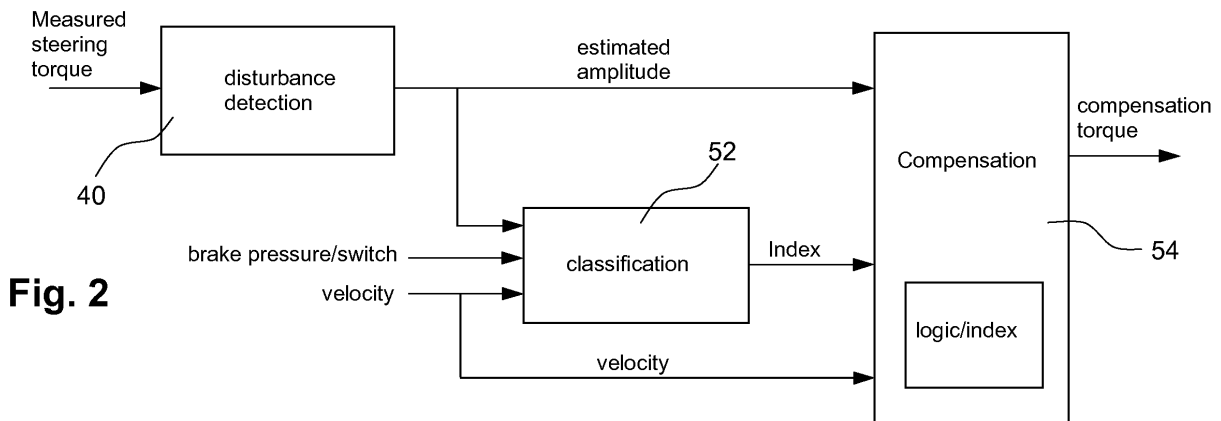 Measured
steering
torque
disturbance
detection
40
estimated
amplitude
52
compensation
torque
Compensation
brake pressure/switch
classification
Index
54
Fig. 2
velocity
logic/index
velocity